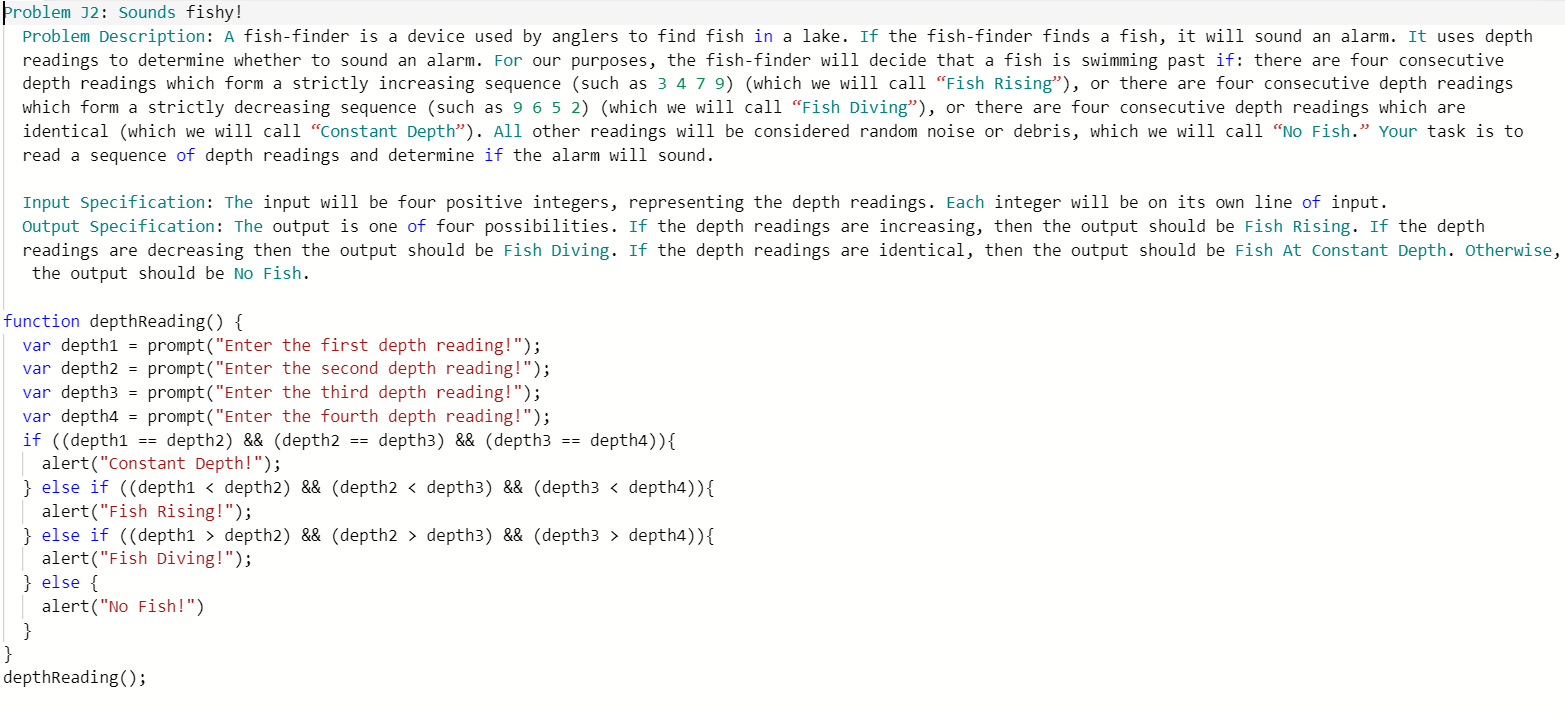 Problem J2: Sounds fishy!
Problem Description: A fish-finder is a device used by anglers to find fish in a lake. If the fish-finder finds a fish, it will sound an alarm. It uses depth
readings to determine whether to sound an alarm. For our purposes, the fish-finder will decide that a fish is swimming past if: there are four consecutive
depth readings which form a strictly increasing sequence (such as 3 4 7 9) (which we will call “Fish Rising”), or there are four consecutive depth readings
which form a strictly decreasing sequence (such as 9 6 5 2) (which we will call “Fish Diving”), or there are four consecutive depth readings which are
identical (which we will call “Constant Depth”). All other readings will be considered random noise or debris, which we will call “No Fish.” Your task is to
read a sequence of depth readings and determine if the alarm will sound.
Input Specification: The input will be four positive integers, representing the depth readings. Each integer will be on its own line of input.
Output Specification: The output is one of four possibilities. If the depth readings are increasing, then the output should be Fish Rising. If the depth
readings are decreasing then the output should be Fish Diving. If the depth readings are identical, then the output should be Fish At Constant Depth. Otherwise,
the output should be No Fish.
function depthReading() {
var depth1 = prompt("Enter the first depth reading!");
var depth2 = prompt("Enter the second depth reading!");
var depth3 = prompt("Enter the third depth reading!");
var depth4 = prompt("Enter the fourth depth reading!");
if ((depth1 == depth2) && (depth2 == depth3) && (depth3 == depth4)){
alert("Constant Depth!");
} else if ((depth1 < depth2) && (depth2 < depth3) && (depth3 < depth4)){
alert("Fish Rising!");
} else if ((depth1 > depth2) && (depth2 > depth3) && (depth3 > depth4)){
alert("Fish Diving!");
} else {
alert("No Fish!")
}
}
depthReading();